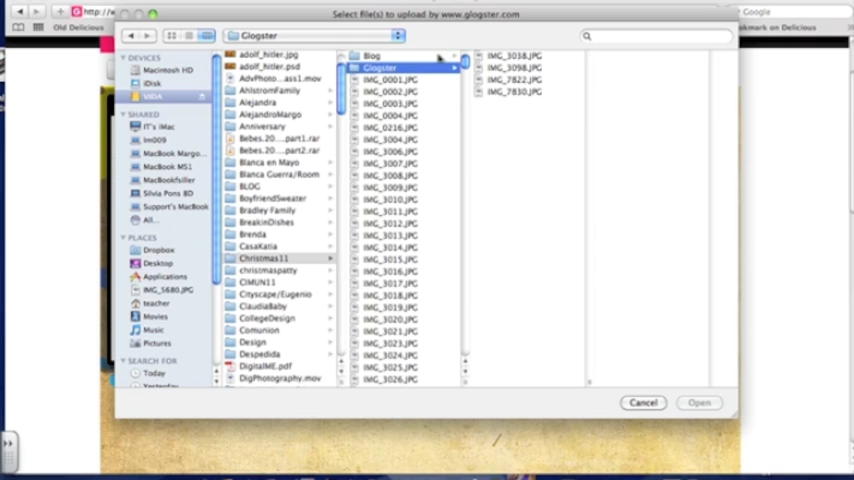 Select file(s) to upload by www.glogster.com
http://w
Google
Old Delicious
okmark on Delicious
Glogster
DEVICES
Macintosh HD
iDisk
VIDA
SHARED
IT's iMac
lm009
MacBook Margo...
MacBook MS1
MacBookfsiller
Silvia Pons BD
Support's MacBook
All...
PLACES
Dropbox
Desktop
Applications
IMG_5680.JPG
teacher
Movies
Music
Pictures
SEARCH FOR
Today
Yesterday
adolf_hitler.jpg
adolf_hitler.psd
AdvPhoto...ass1.mov
AhlstromFamily
Alejandra
AlejandroMargo
Anniversary
Bebes.20....part1.rar
Bebes.20....part2.rar
Blanca en Mayo
Blanca Guerra/Room
BLOG
BoyfriendSweater
Bradley Family
BreakinDishes
Brenda
CasaKatia
Christmas11
christmaspatty
CIMUN11
Cityscape/Eugenio
ClaudiaBaby
CollegeDesign
Comunion
Design
Despedida
DigitalME.pdf
DigPhotography.mov
Blog
Glogster
IMG_0001.JPG
IMG_0002.JPG
IMG_0003.JPG
IMG_0004.JPG
IMG_0216.JPG
IMG_3004.JPG
IMG_3006.JPG
IMG_3007.JPG
IMG_3008.JPG
IMG_3009.JPG
IMG_3010.JPG
IMG_3011.JPG
IMG_3012.JPG
IMG_3013.JPG
IMG_3014.JPG
IMG_3015.JPG
IMG_3016.JPG
IMG_3017.JPG
IMG_3018.JPG
IMG_3019.JPG
IMG_3020.JPG
IMG_3021.JPG
IMG_3023.JPG
IMG_3024.JPG
IMG_3025.JPG
IMG_3026.JPG
IMG_3038.JPG
IMG_3098.JPG
IMG_7822.JPG
IMG_7830.JPG
Cancel
Open